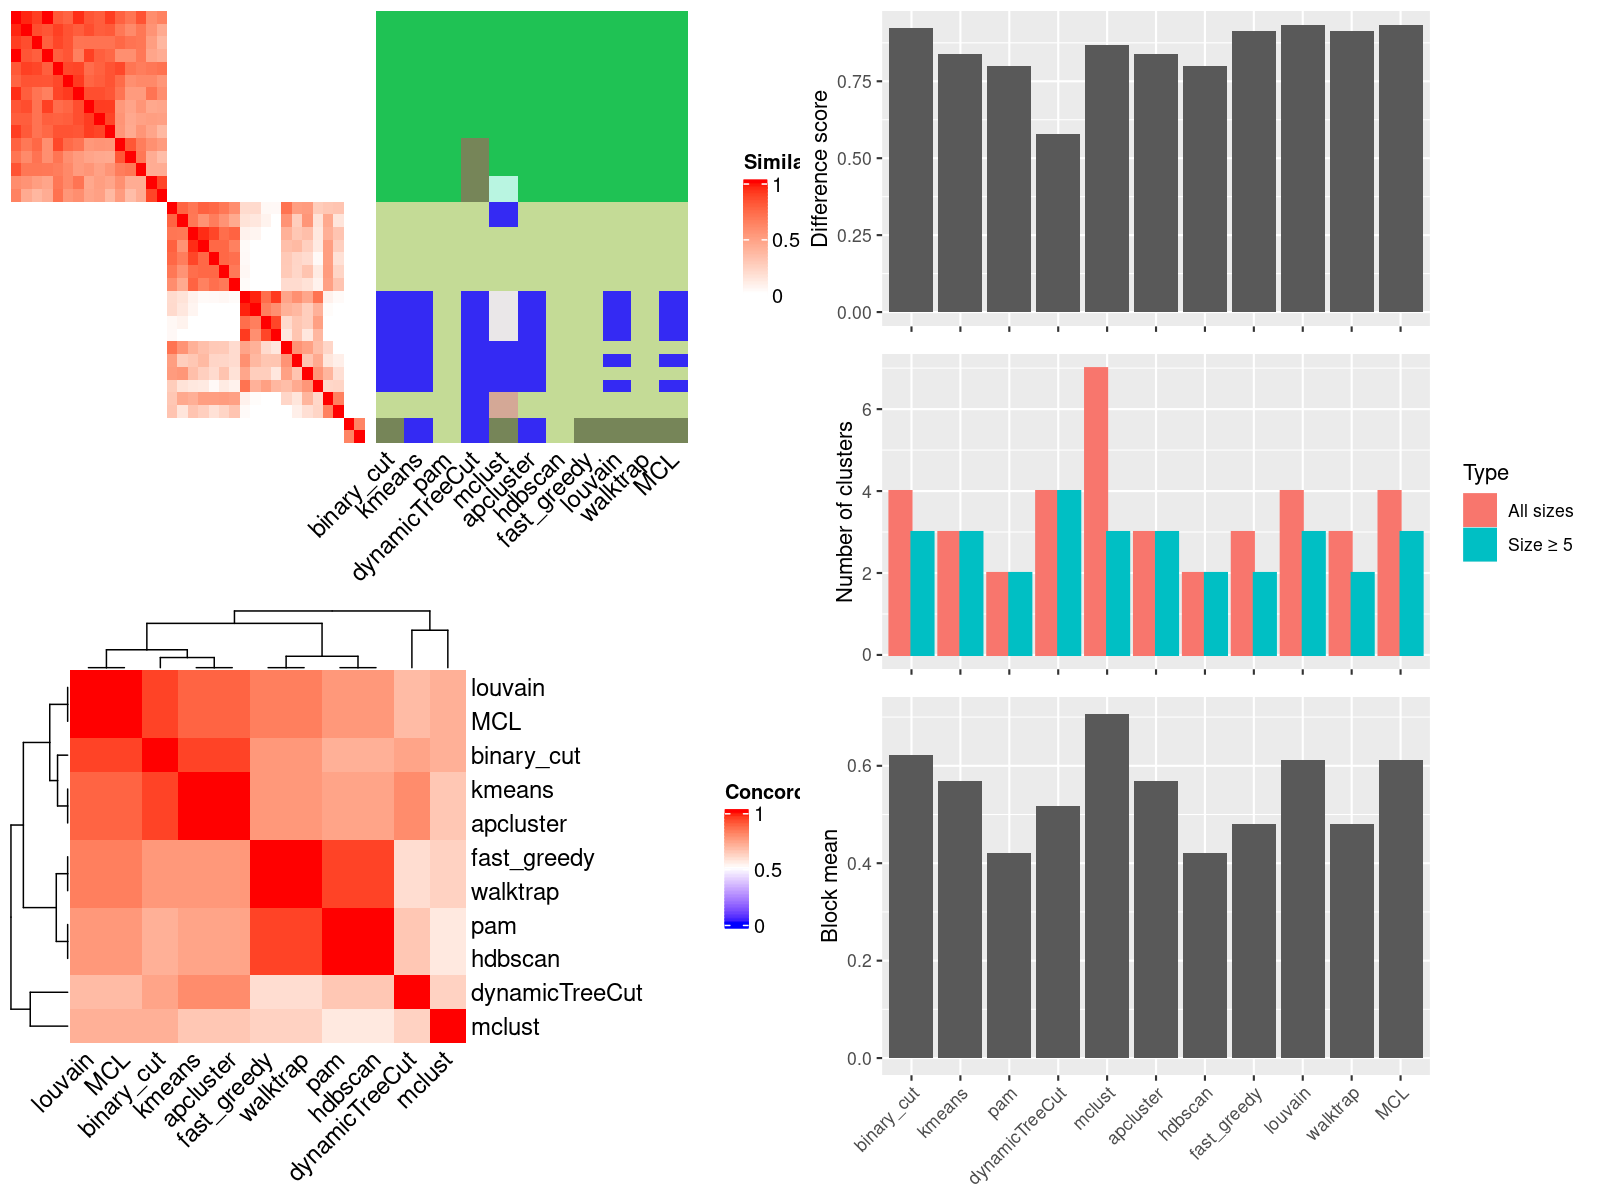 Simila
1
0.5
0
binary_cut
kmeans
pam
dynamicTreeCut
mclust
apcluster
hdbscan
fast_greedy
louvain
walktrap
MCL
louvain
MCL
binary_cut
kmeans
apcluster
fast_greedy
walktrap
pam
hdbscan
dynamicTreeCut
mclust
Concord
1
0.5
0
louvain
MCL
binary_cut
kmeans
apcluster
fast_greedy
walktrap
pam
hdbscan
dynamicTreeCut
mclust
Difference score
0.75
0.50
0.25
0.00
Number of clusters
6
4
2
0
Type
All sizes
Size ≥ 5
Block mean
0.6
0.4
0.2
0.0
binary_cut
kmeans
pam
dynamicTreeCut
mclust
apcluster
hdbscan
fast_greedy
louvain
walktrap
MCL